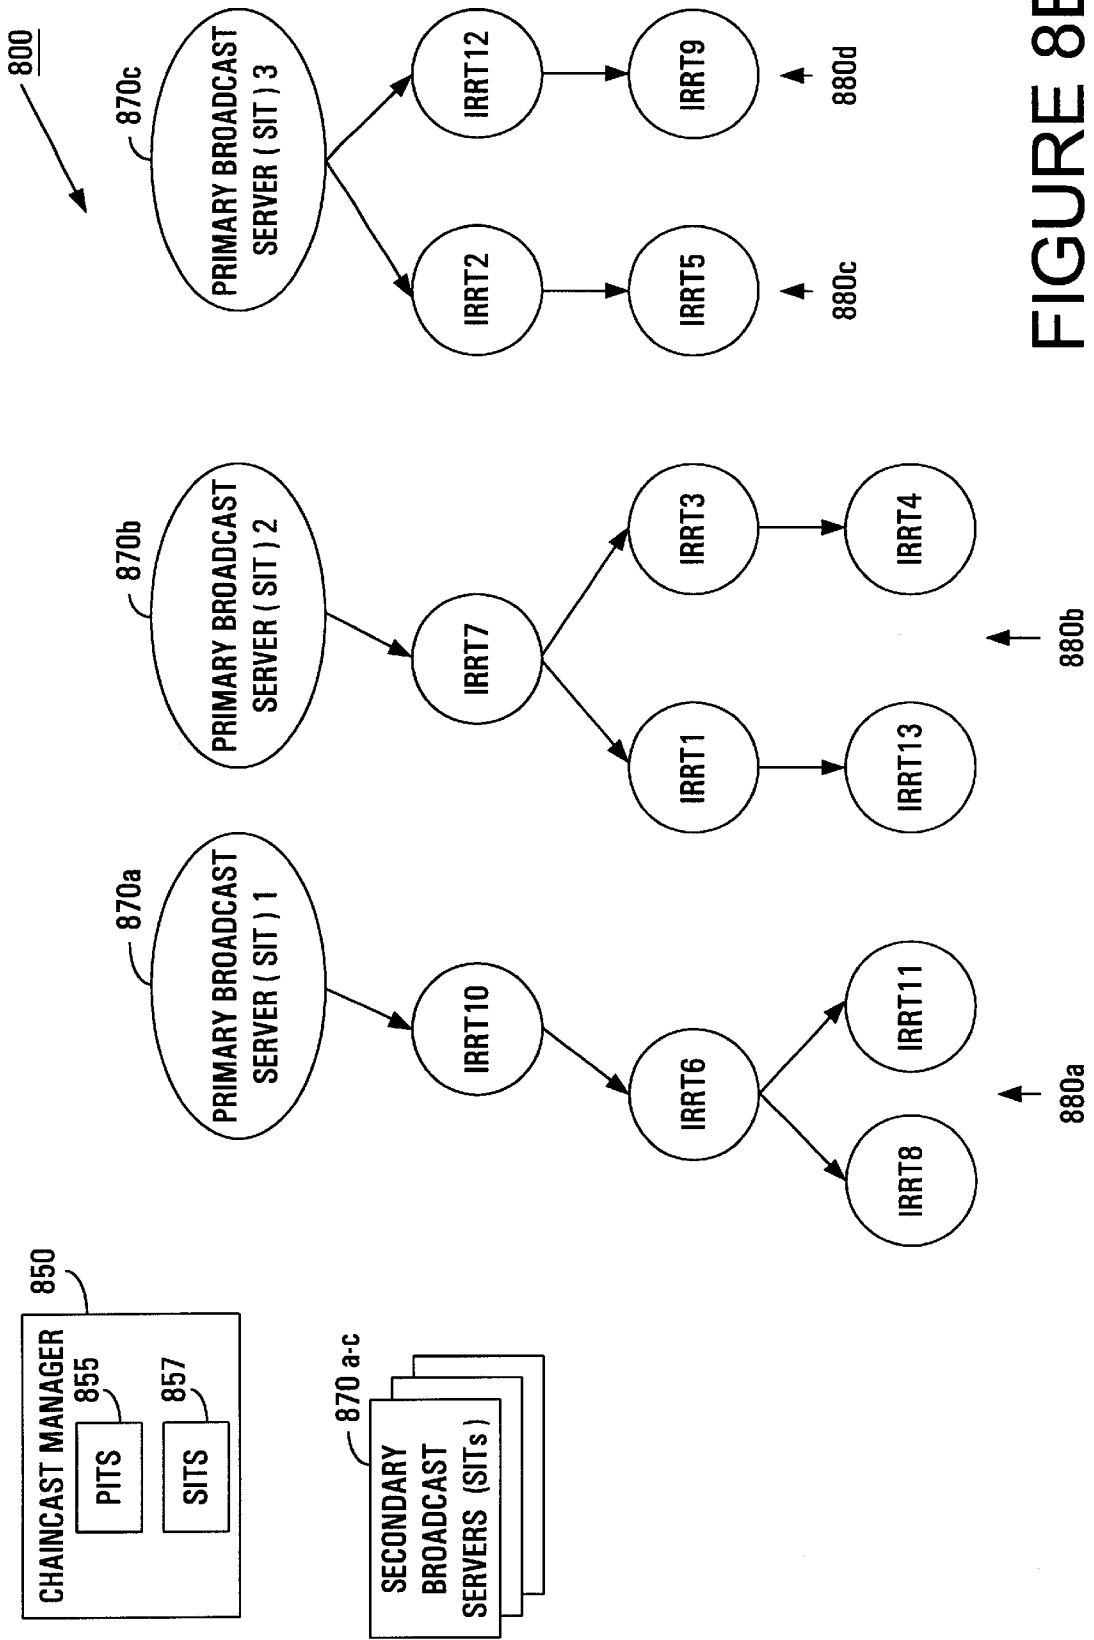 800
CHAINCAST MANAGER
850
PITS
855
SITS
857
SECONDARY
BROADCAST
SERVERS (SITs)
870 a-c
PRIMARY BROADCAST
SERVER ( SIT ) 1
870a
IRRT10
IRRT6
IRRT8
IRRT11
880a
PRIMARY BROADCAST
SERVER ( SIT ) 2
870b
IRRT7
IRRT1
IRRT3
IRRT13
IRRT4
880b
PRIMARY BROADCAST
SERVER ( SIT ) 3
870c
IRRT2
IRRT12
IRRT5
IRRT9
880c
880d
FIGURE 8B